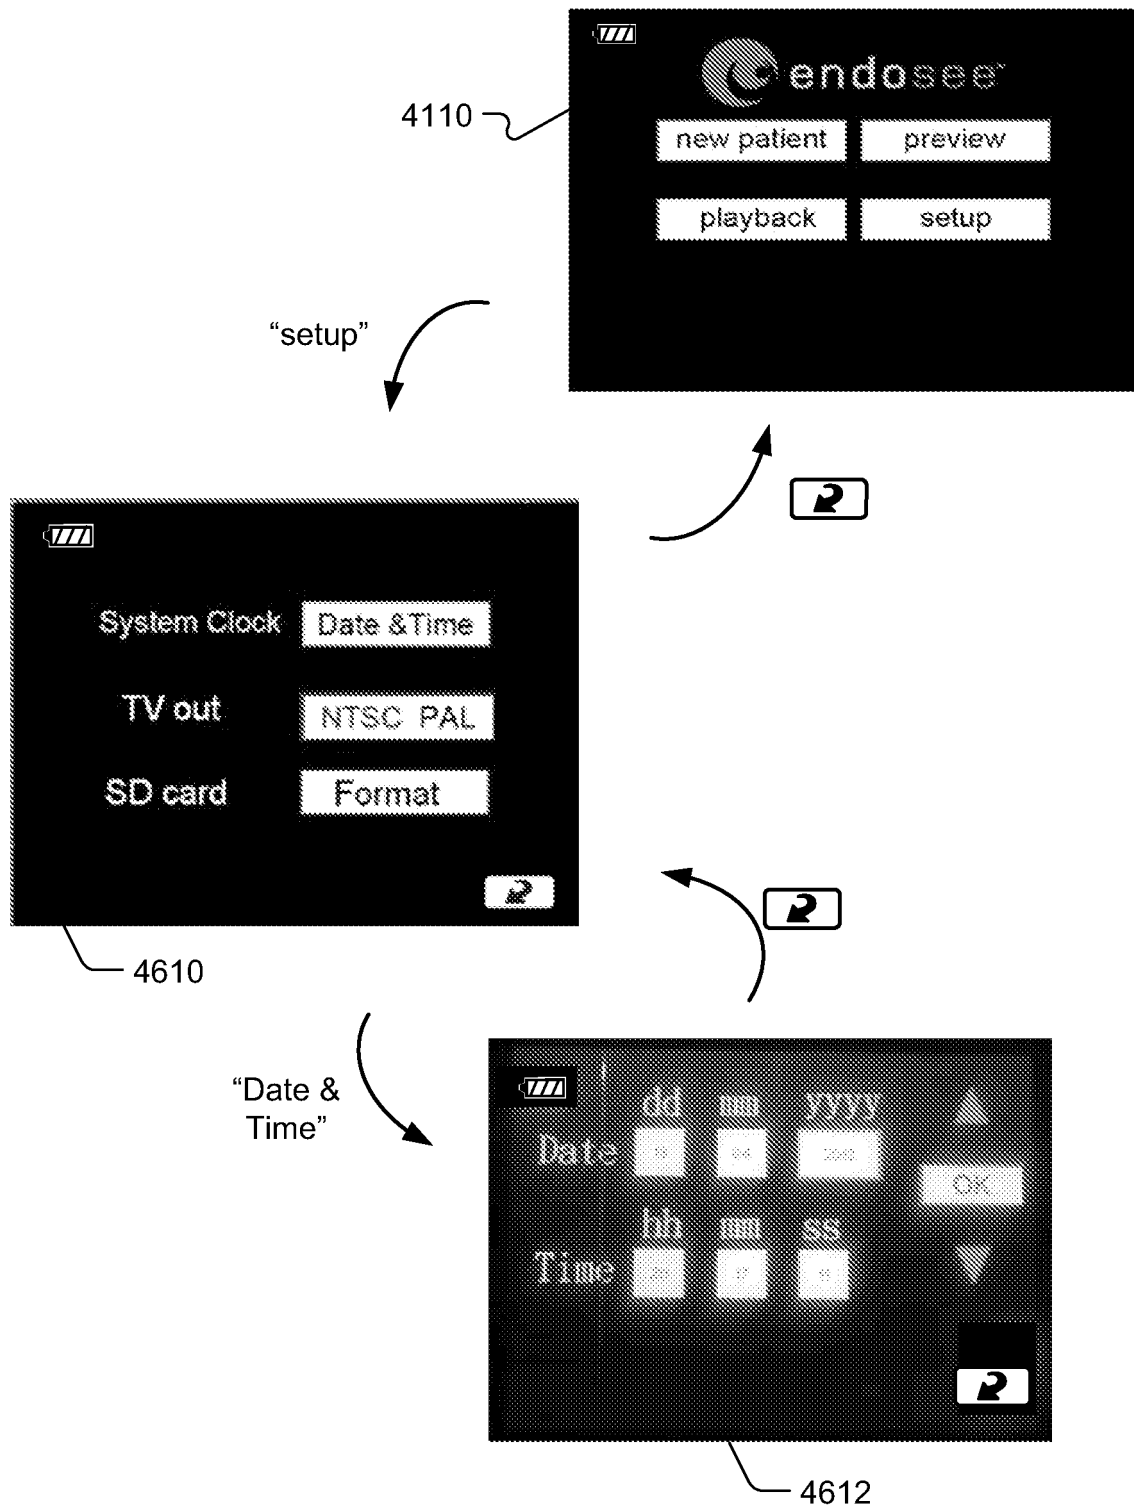 endosee™
4110
new patient preview
playback setup
“setup”
System Clock Date &Time
TV out NTSC PAL
SD card Format
4610
“Date &
Time”
dd mm yyyy
Date
OK
hh mm ss
Time
4612